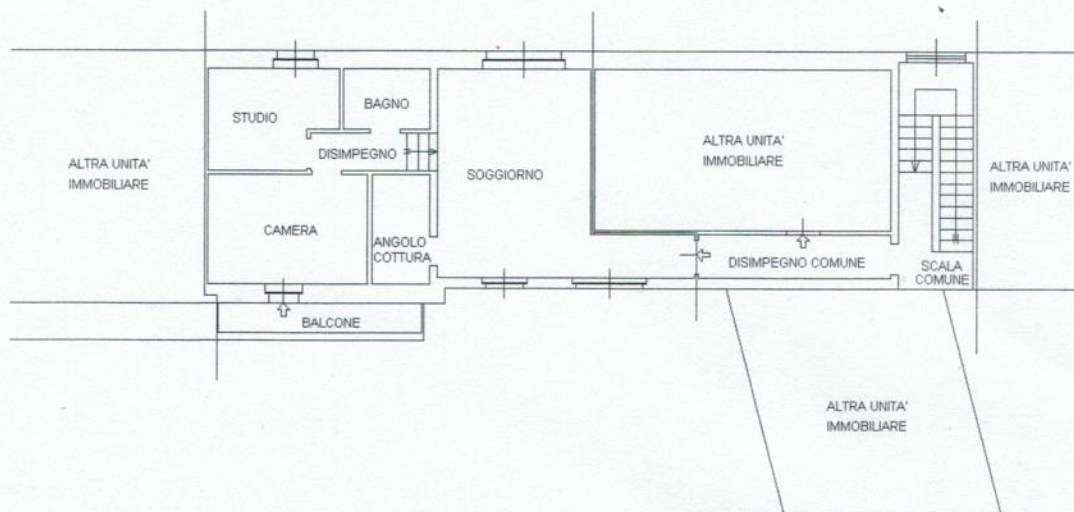 STUDIO
BAGNO
ALTRA UNITA'
IMMOBILIARE
DISIMPEGNO
SOGGIORNO
ALTRA UNITA'
IMMOBILIARE
ALTRA UNITA'
IMMOBILIARE
CAMERA
ANGOLO
COTTURA
DISIMPEGNO COMUNE
SCALA
COMUNE
BALCONE
ALTRA UNITA'
IMMOBILIARE